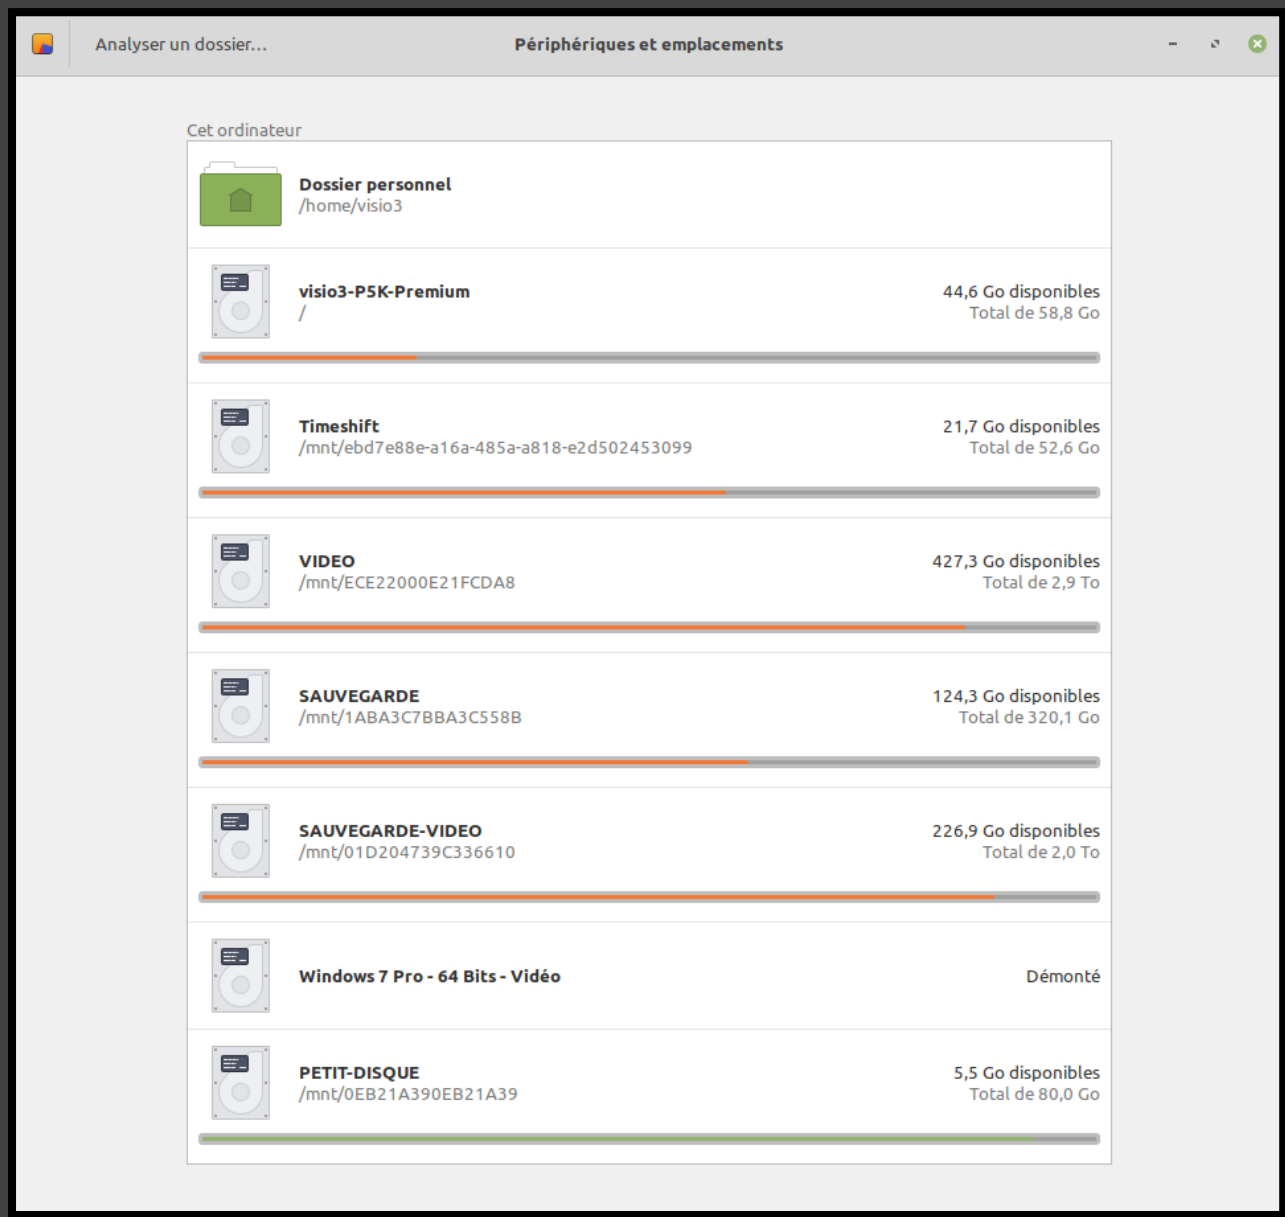 Analyser un dossier...
Périphériques et emplacements
Cet ordinateur
Dossier personnel
/home/visio3
visio3-P5K-Premium
44,6 Go disponibles
/
Total de 58,8 Go
Timeshift
21,7 Go disponibles
/mnt/ebd7e88e-a16a-485a-a818-e2d502453099
Total de 52,6 Go
VIDEO
427,3 Go disponibles
/mnt/ECE22000E21FCDA8
Total de 2,9 To
SAUVEGARDE
124,3 Go disponibles
/mnt/1ABA3C7BBA3C558B
Total de 320,1 Go
SAUVEGARDE-VIDEO
226,9 Go disponibles
/mnt/01D204739C336610
Total de 2,0 To
Windows 7 Pro - 64 Bits - Vidéo
Démonté
PETIT-DISQUE
5,5 Go disponibles
/mnt/0EB21A390EB21A39
Total de 80,0 Go